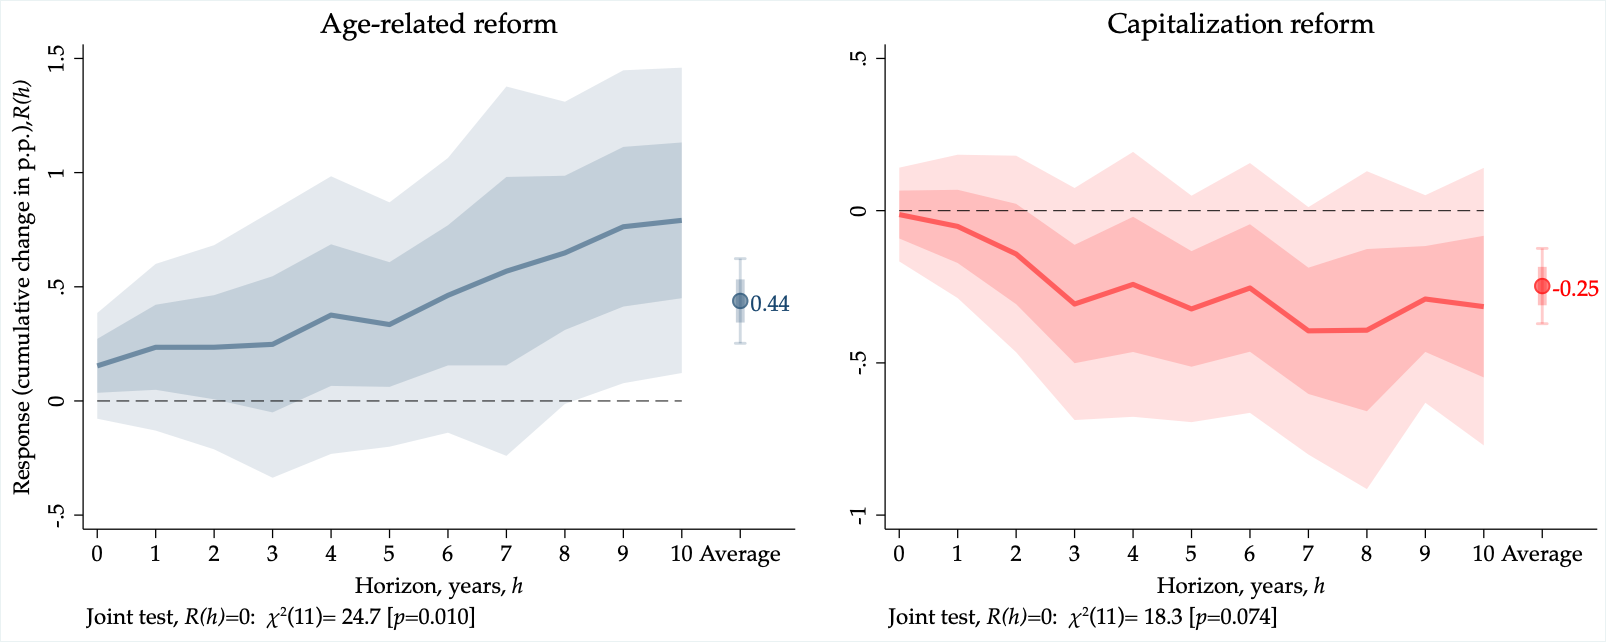 Age-related reform
Response (cumulative change in p.p.),R(h)
1.5
1
.5
0
-.5
0.44
0 1 2 3 4 5 6 7 8 9 10 Average
Horizon, years, h
Joint test, R(h)=0: χ²(11)= 24.7 [p=0.010]
Capitalization reform
.5
0
-.5
-1
-0.25
0 1 2 3 4 5 6 7 8 9 10 Average
Horizon, years, h
Joint test, R(h)=0: χ²(11)= 18.3 [p=0.074]